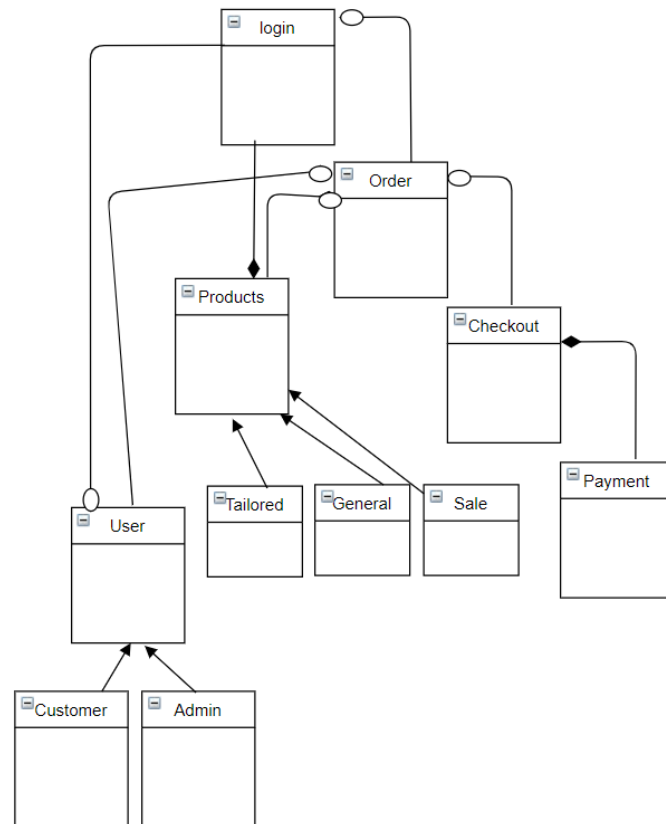 login
Order
Products
Checkout
Payment
Tailored
General
Sale
User
Customer
Admin